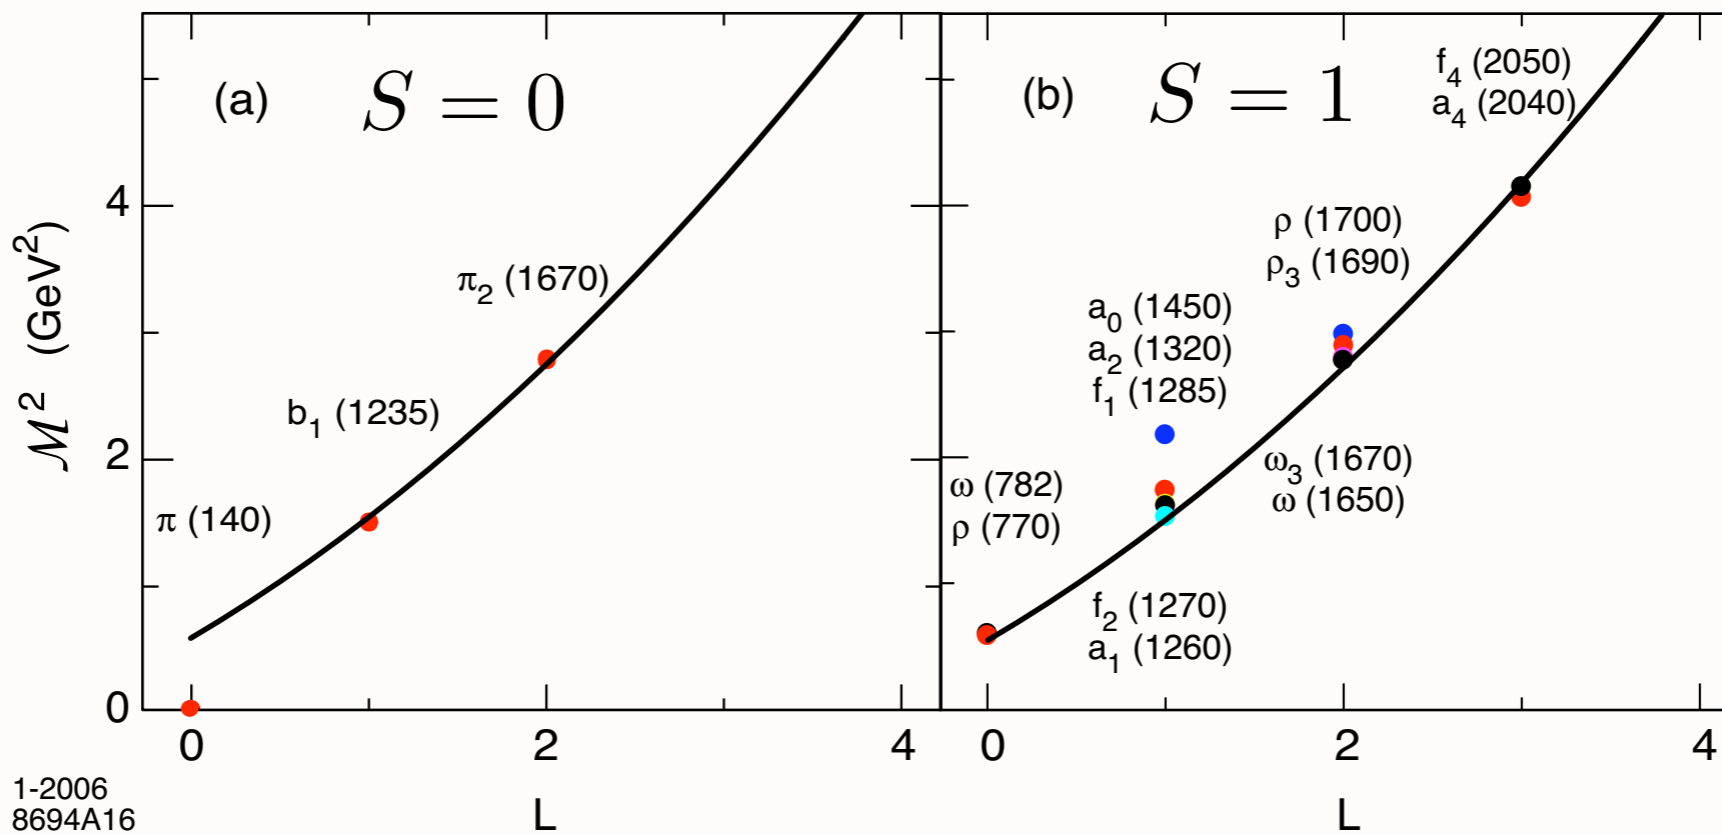 (a) S = 0
(b) S = 1
f4 (2050)
a4 (2040)
4
ρ (1700)
ρ3 (1690)
π2 (1670)
a0 (1450)
a2 (1320)
f1 (1285)
b1 (1235)
M² (GeV²)
2
ω3 (1670)
ω (1650)
ω (782)
ρ (770)
π (140)
f2 (1270)
a1 (1260)
0
0 2 4 0 2 4
L L
1-2006
8694A16